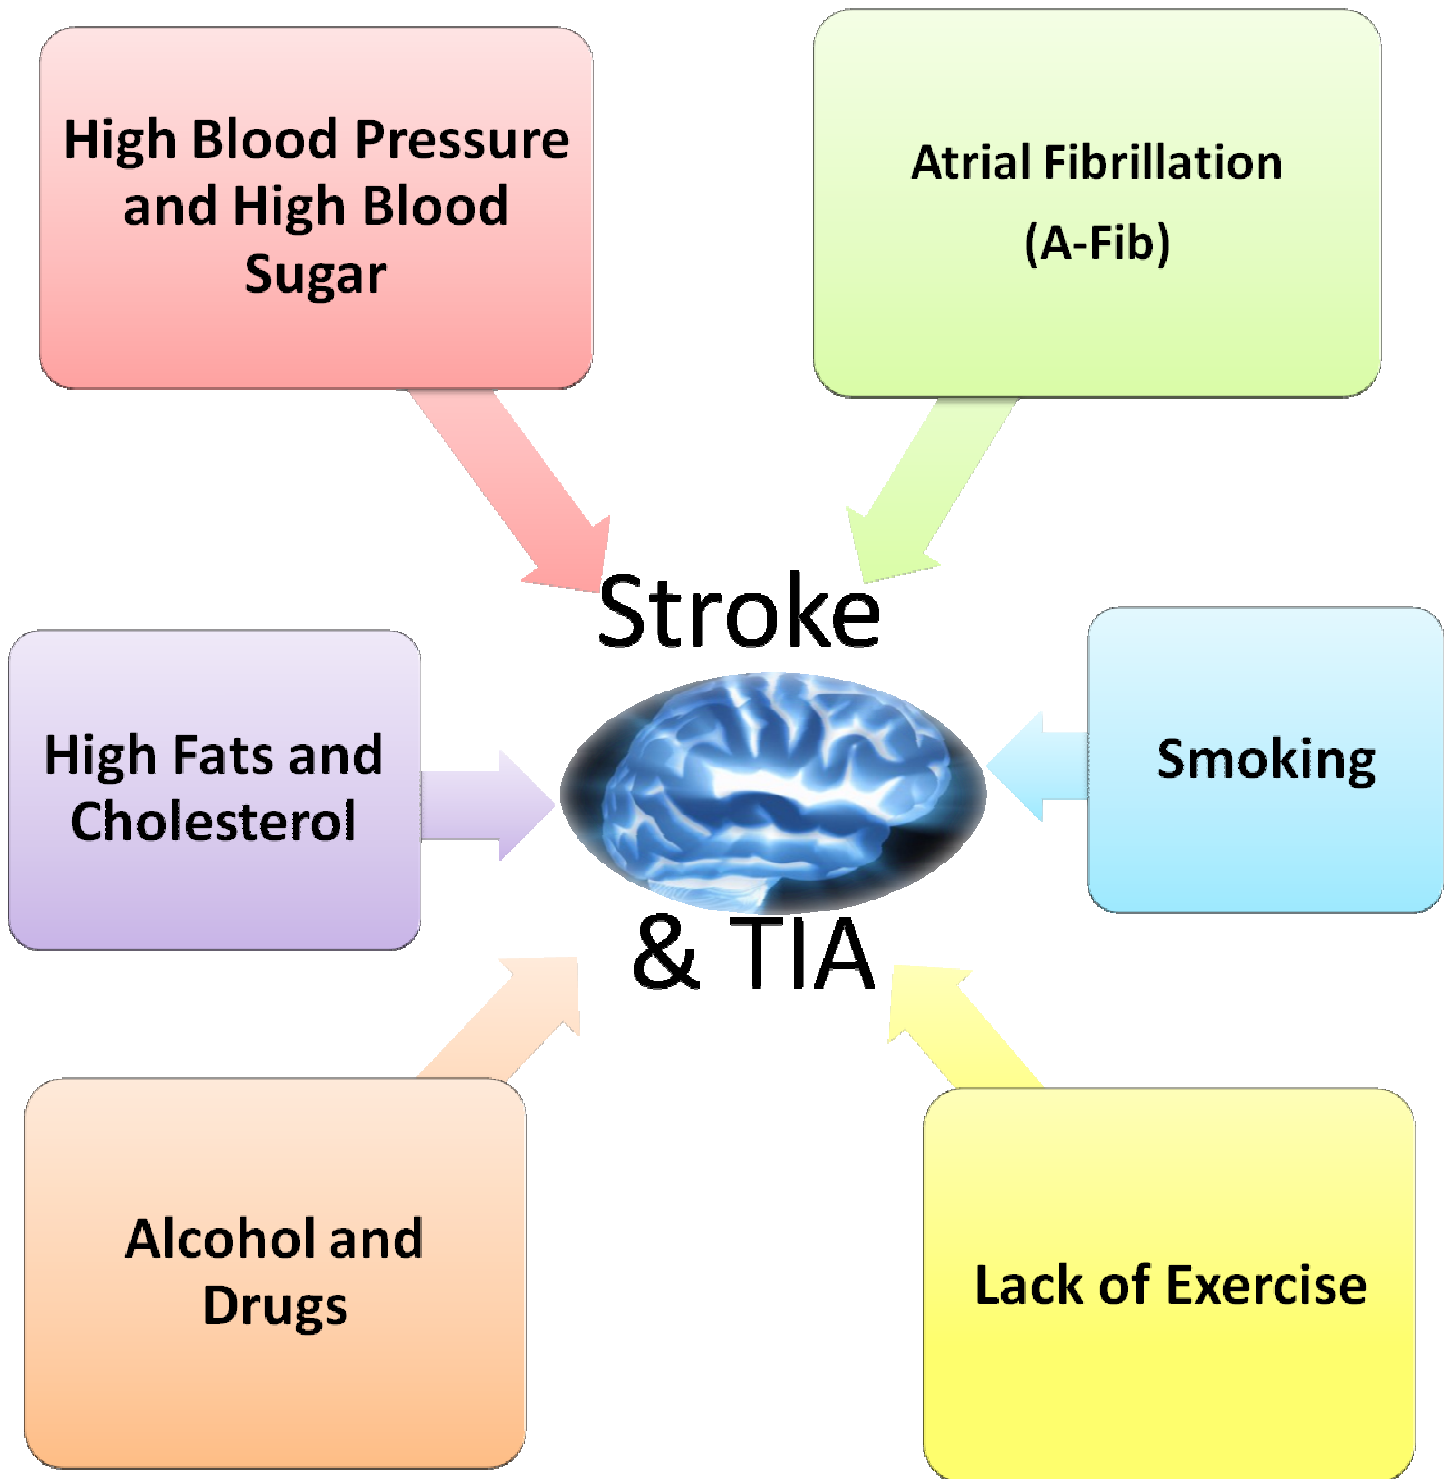 High Blood Pressure
and High Blood
Sugar
Atrial Fibrillation
(A-Fib)
Stroke
High Fats and
Cholesterol
Smoking
& TIA
Alcohol and
Drugs
Lack of Exercise